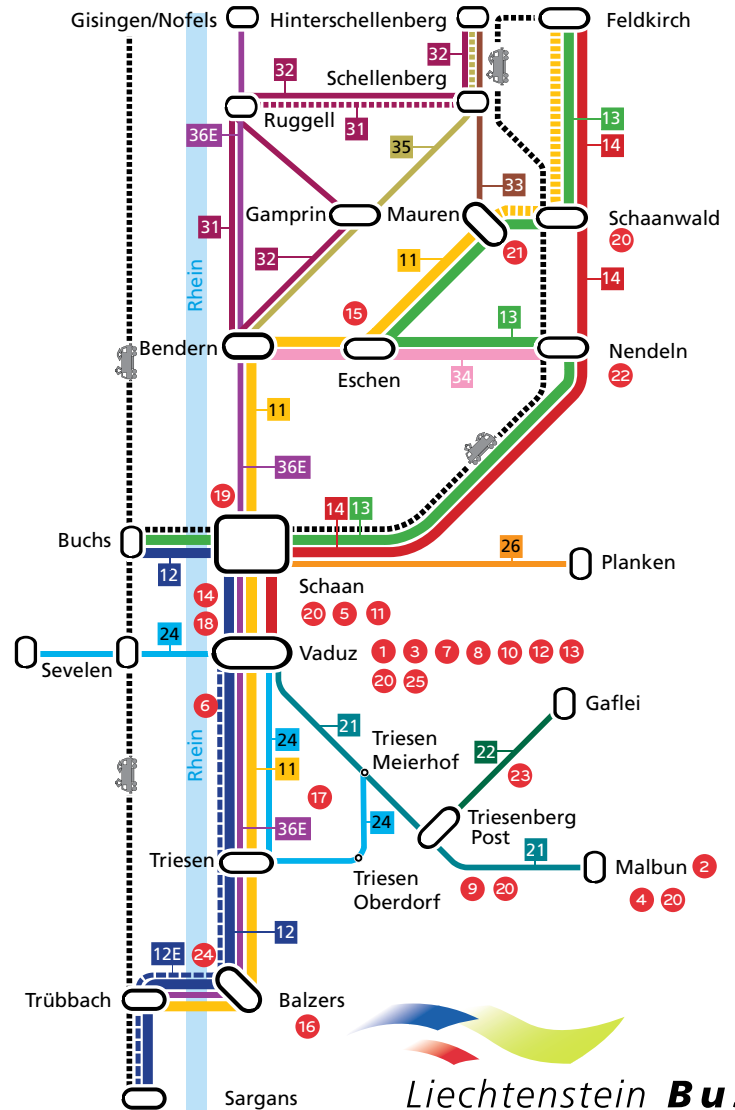 Gisingen/Nofels Hinterschellenberg Feldkirch
32
32 Schellenberg
31
Ruggell
36E
13
14
35
33
Gamprin Mauren Schaanwald
20
31
21
11
32
14
Rhein
15
13
Bendern
Eschen
34
Nendeln
22
11
36E
19
14 13
Buchs
12
26
Planken
Schaan
14
20 5 11
18
24
Sevelen
Vaduz 1 3 7 8 10 12 13
20 25
6
Gaflei
21
24
22
Triesen
Meierhof
Rhein
11
23
17
24
36E
Triesenberg
Post
Triesen
21
Malbun 2
Triesen
Oberdorf
9 20
4 20
12
12E 24
Trübbach
Balzers
16
Sargans
Liechtenstein Bus